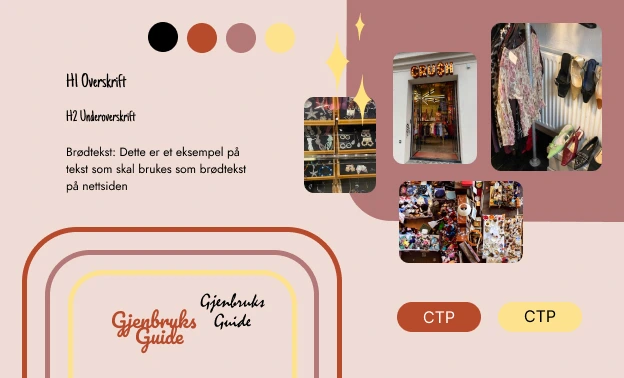 H1 Overskrift
H2 Underoverskrift
Brødtekst: Dette er et eksempel på
tekst som skal brukes som brødtekst
på nettsiden
CRUSH
Gjenbruks
Guide
Gjenbruks
Guide
CTP
CTP